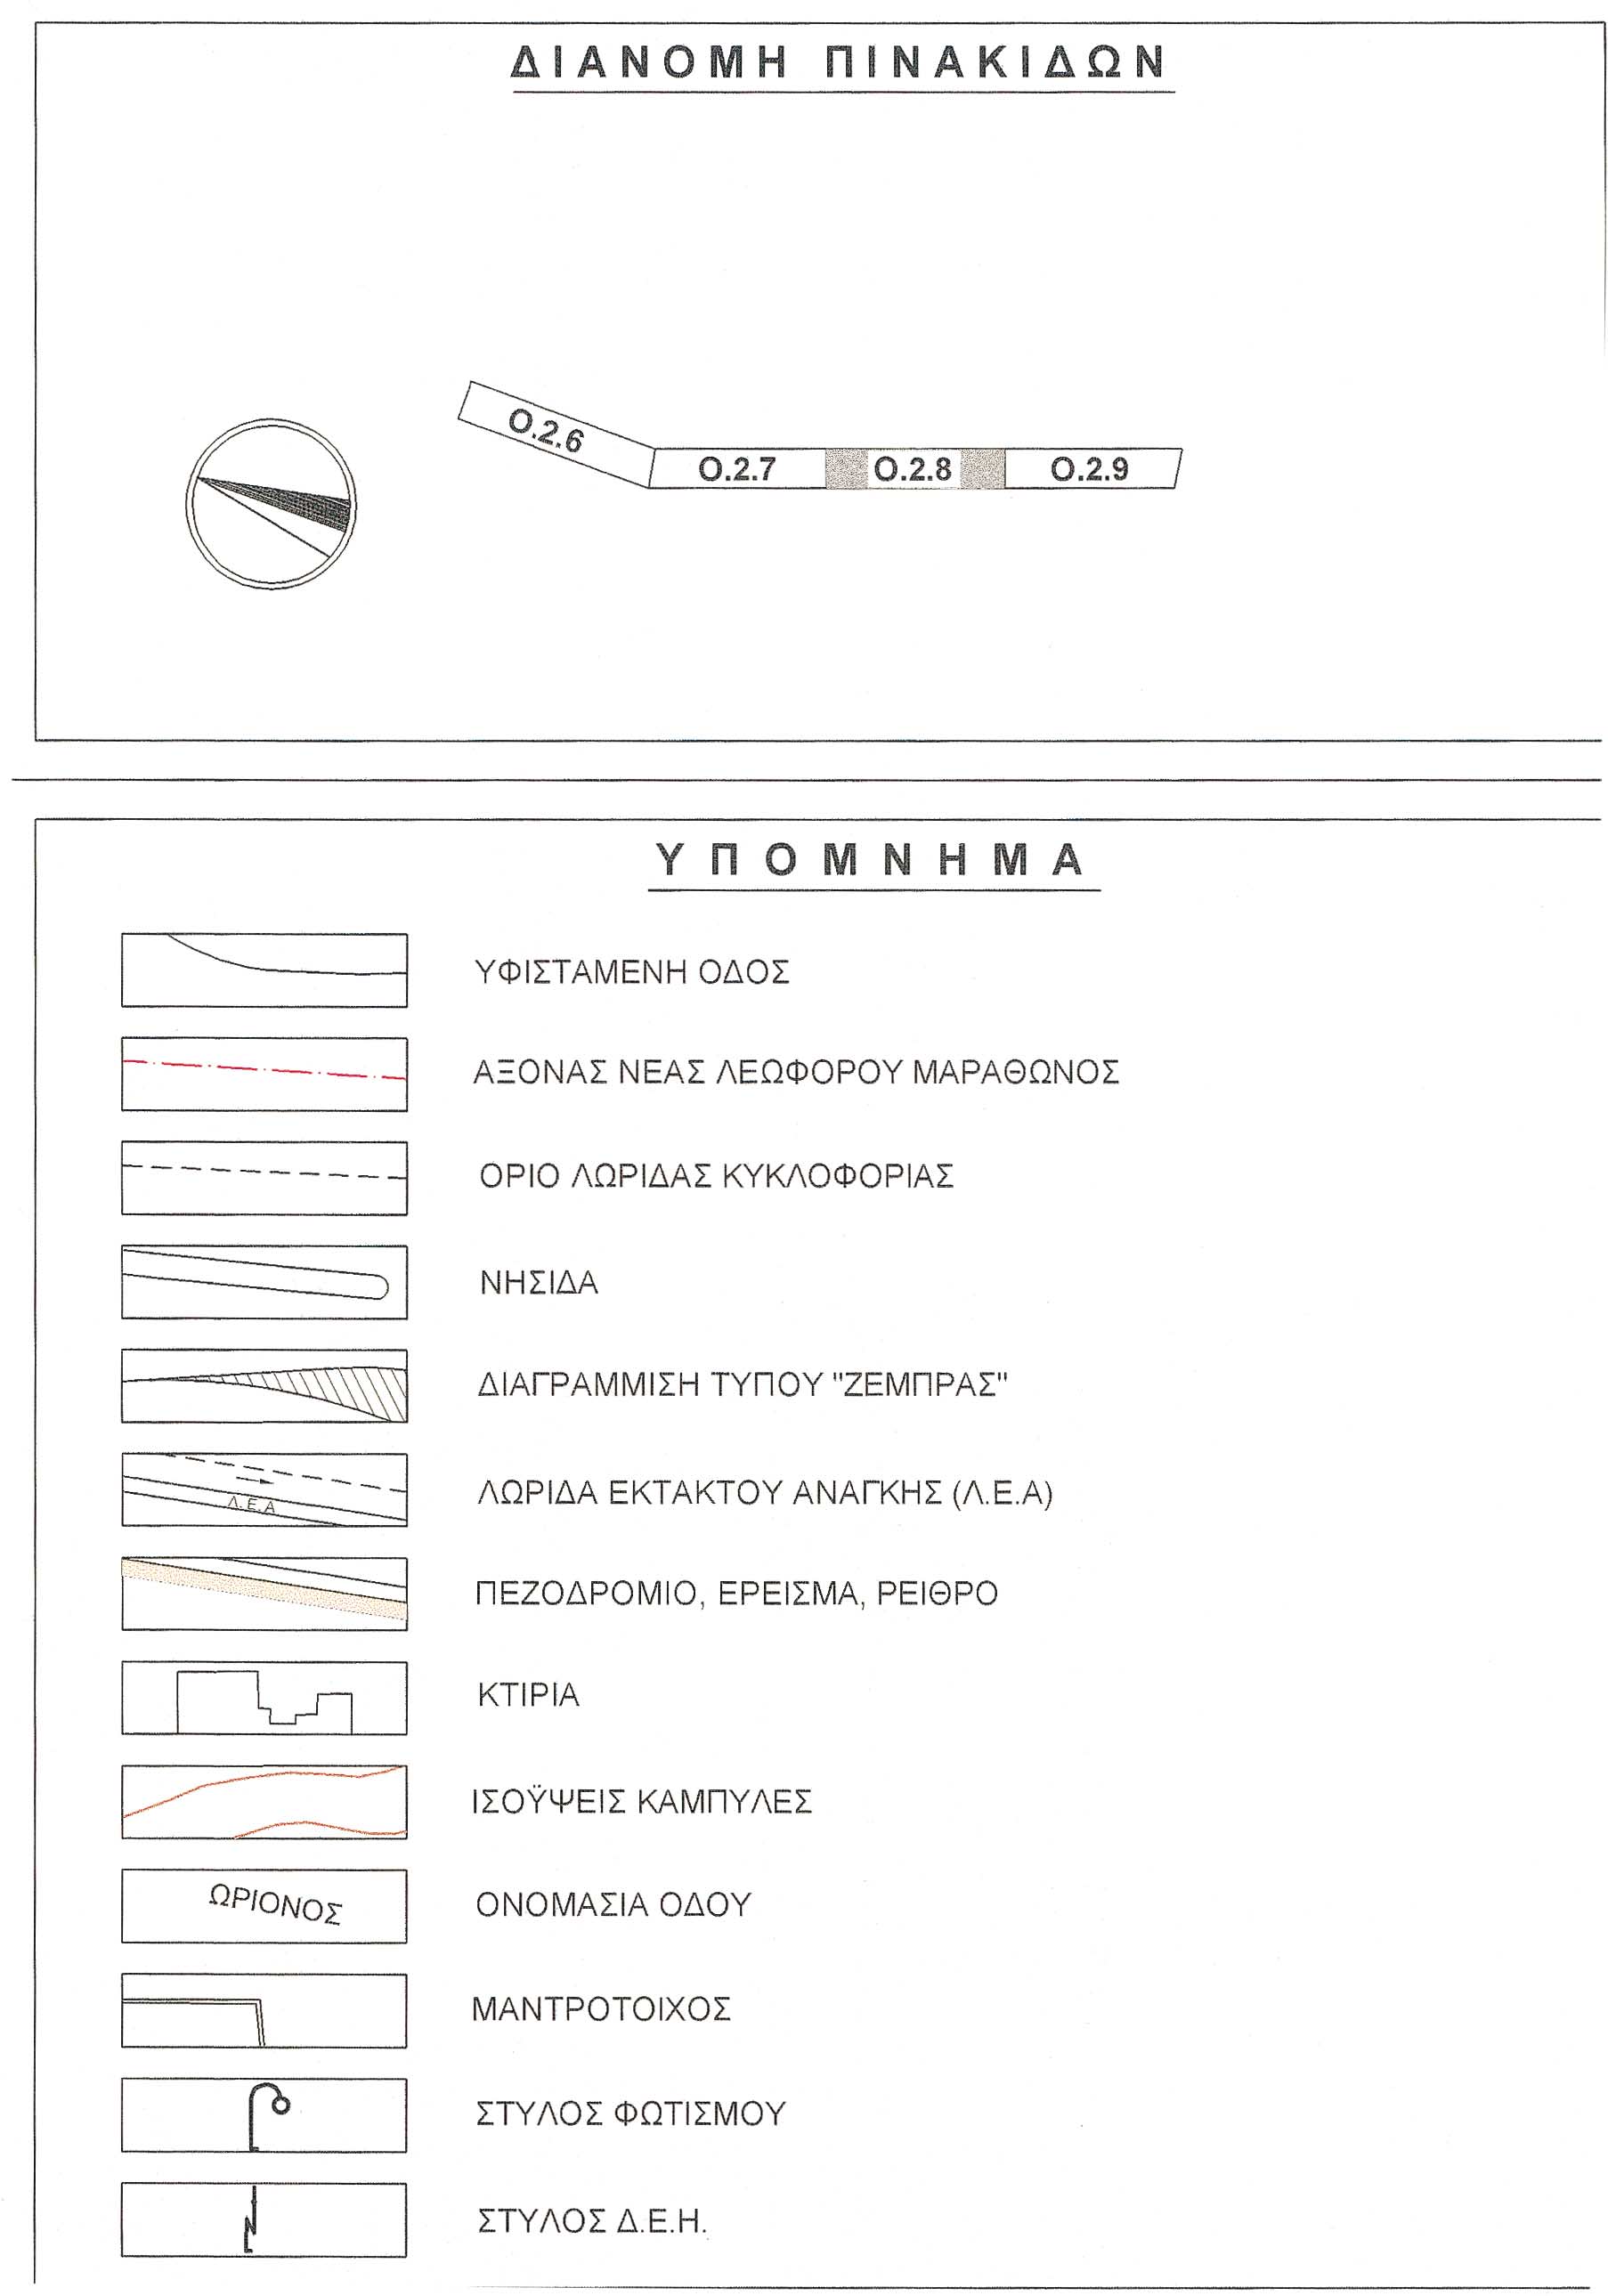 ΔΙΑΝΟΜΗ ΠΙΝΑΚΙΔΩΝ
Ο.2.6
Ο.2.7
Ο.2.8
Ο.2.9
ΥΠΟΜΝΗΜΑ
ΥΦΙΣΤΑΜΕΝΗ ΟΔΟΣ
ΑΞΟΝΑΣ ΝΕΑΣ ΛΕΩΦΟΡΟΥ ΜΑΡΑΘΩΝΟΣ
ΟΡΙΟ ΛΩΡΙΔΑΣ ΚΥΚΛΟΦΟΡΙΑΣ
ΝΗΣΙΔΑ
ΔΙΑΓΡΑΜΜΙΣΗ ΤΥΠΟΥ "ΖΕΜΠΡΑΣ"
Λ.Ε.Α
ΛΩΡΙΔΑ ΕΚΤΑΚΤΟΥ ΑΝΑΓΚΗΣ (Λ.Ε.Α)
ΠΕΖΟΔΡΟΜΙΟ, ΕΡΕΙΣΜΑ, ΡΕΙΘΡΟ
ΚΤΙΡΙΑ
ΙΣΟΫΨΕΙΣ ΚΑΜΠΥΛΕΣ
ΩΡΙΟΝΟΣ
ΟΝΟΜΑΣΙΑ ΟΔΟΥ
ΜΑΝΤΡΟΤΟΙΧΟΣ
ΣΤΥΛΟΣ ΦΩΤΙΣΜΟΥ
ΣΤΥΛΟΣ Δ.Ε.Η.